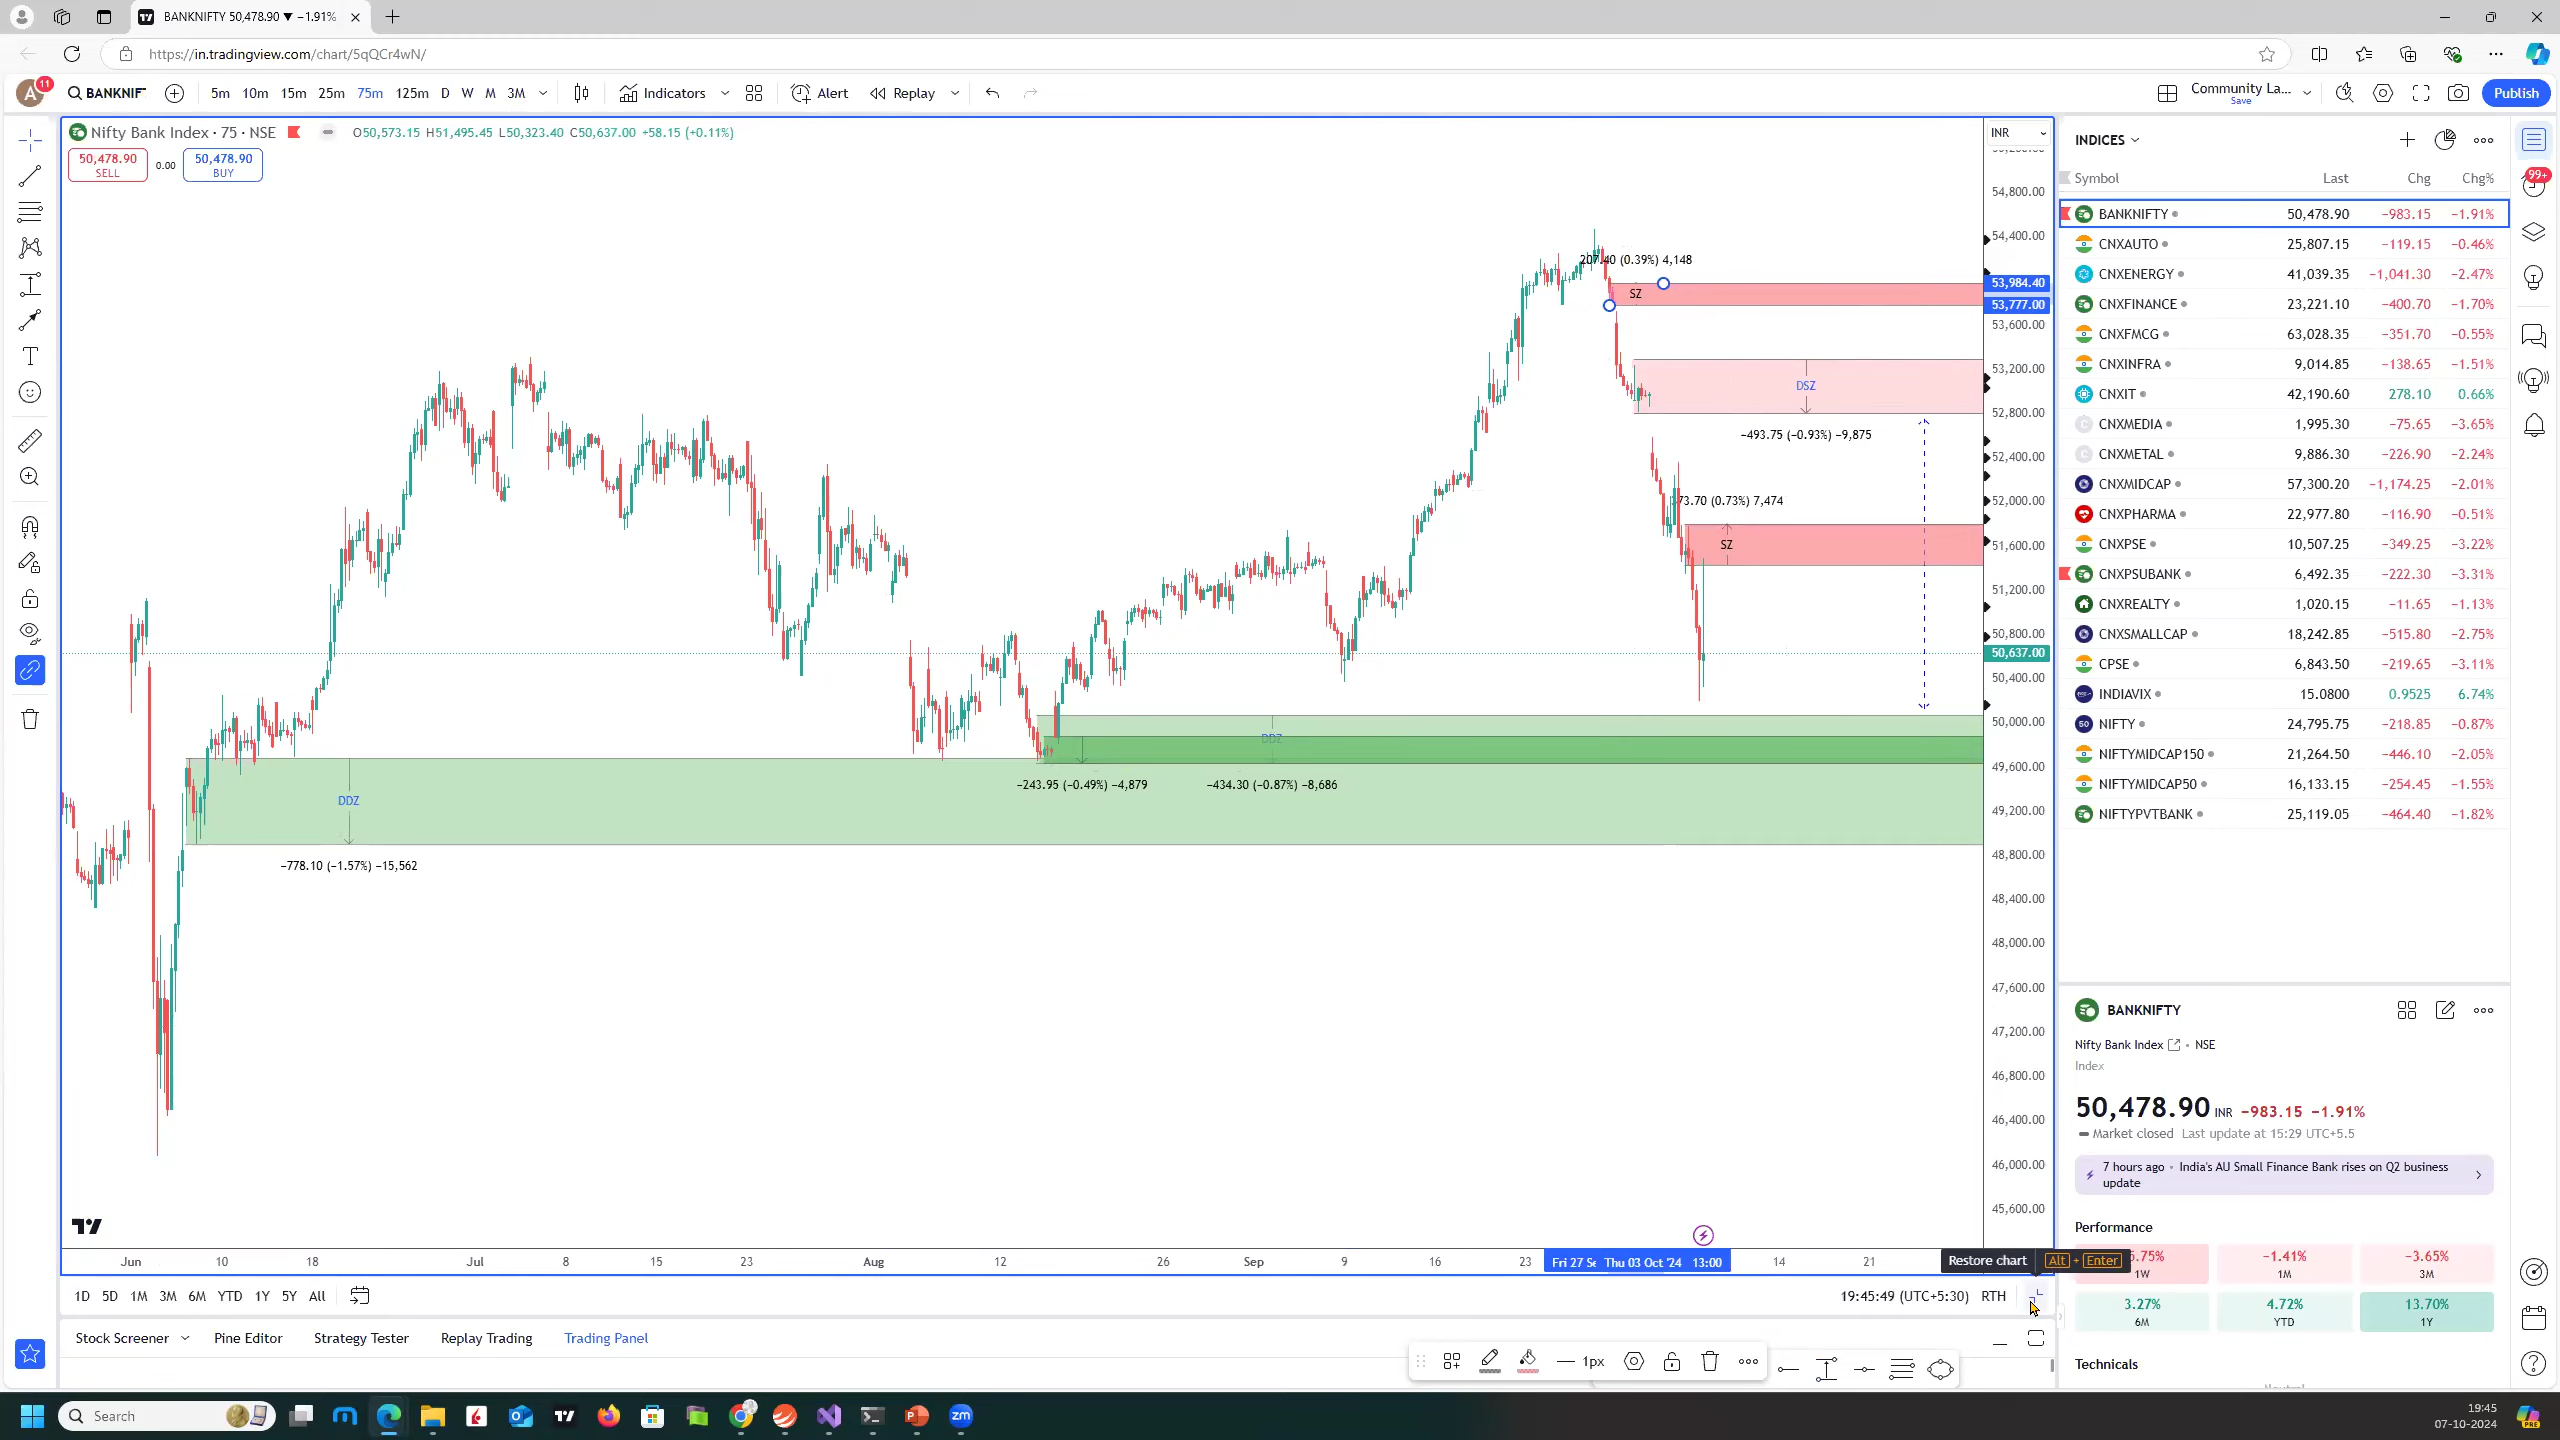 BANKNIFTY 50,478.90 ▼ −1.91%
https://in.tradingview.com/chart/5qQCr4wN/
A 11 BANKNIF 5m 10m 15m 25m 75m 125m D W M 3M Indicators Alert Replay Community La... Save Publish
Nifty Bank Index · 75 · NSE O50,573.15 H51,495.45 L50,323.40 C50,637.00 +58.15 (+0.11%)
50,478.90 SELL 0.00 50,478.90 BUY
INR
54,800.00
54,400.00
53,984.40
53,777.00
53,600.00
53,200.00
52,800.00
52,400.00
52,000.00
51,600.00
51,200.00
50,800.00
50,637.00
50,400.00
50,000.00
49,600.00
49,200.00
48,800.00
48,400.00
48,000.00
47,600.00
47,200.00
46,800.00
46,400.00
46,000.00
45,600.00
207.40 (0.39%) 4,148
SZ
DSZ
−493.75 (−0.93%) −9,875
73.70 (0.73%) 7,474
SZ
DDZ
−243.95 (−0.49%) −4,879
−434.30 (−0.87%) −8,686
DDZ
−778.10 (−1.57%) −15,562
Jun 10 18 Jul 8 15 23 Aug 12 26 Sep 9 16 23 Fri 27 Se Thu 03 Oct '24 13:00 14 21
Restore chart Alt + Enter
1D 5D 1M 3M 6M YTD 1Y 5Y All 19:45:49 (UTC+5:30) RTH
Stock Screener Pine Editor Strategy Tester Replay Trading Trading Panel
1px
INDICES
Symbol Last Chg Chg%
BANKNIFTY 50,478.90 −983.15 −1.91%
CNXAUTO 25,807.15 −119.15 −0.46%
CNXENERGY 41,039.35 −1,041.30 −2.47%
CNXFINANCE 23,221.10 −400.70 −1.70%
CNXFMCG 63,028.35 −351.70 −0.55%
CNXINFRA 9,014.85 −138.65 −1.51%
CNXIT 42,190.60 278.10 0.66%
CNXMEDIA 1,995.30 −75.65 −3.65%
CNXMETAL 9,886.30 −226.90 −2.24%
CNXMIDCAP 57,300.20 −1,174.25 −2.01%
CNXPHARMA 22,977.80 −116.90 −0.51%
CNXPSE 10,507.25 −349.25 −3.22%
CNXPSUBANK 6,492.35 −222.30 −3.31%
CNXREALTY 1,020.15 −11.65 −1.13%
CNXSMALLCAP 18,242.85 −515.80 −2.75%
CPSE 6,843.50 −219.65 −3.11%
INDIAVIX 15.0800 0.9525 6.74%
50 NIFTY 24,795.75 −218.85 −0.87%
NIFTYMIDCAP150 21,264.50 −446.10 −2.05%
NIFTYMIDCAP50 16,133.15 −254.45 −1.55%
NIFTYPVTBANK 25,119.05 −464.40 −1.82%
99+
BANKNIFTY
Nifty Bank Index • NSE
Index
50,478.90 INR −983.15 −1.91%
Market closed Last update at 15:29 UTC+5.5
7 hours ago • India's AU Small Finance Bank rises on Q2 business
update
Performance
.75% −1.41% −3.65%
1W 1M 3M
3.27% 4.72% 13.70%
6M YTD 1Y
Technicals
Search zm 19:45
07-10-2024